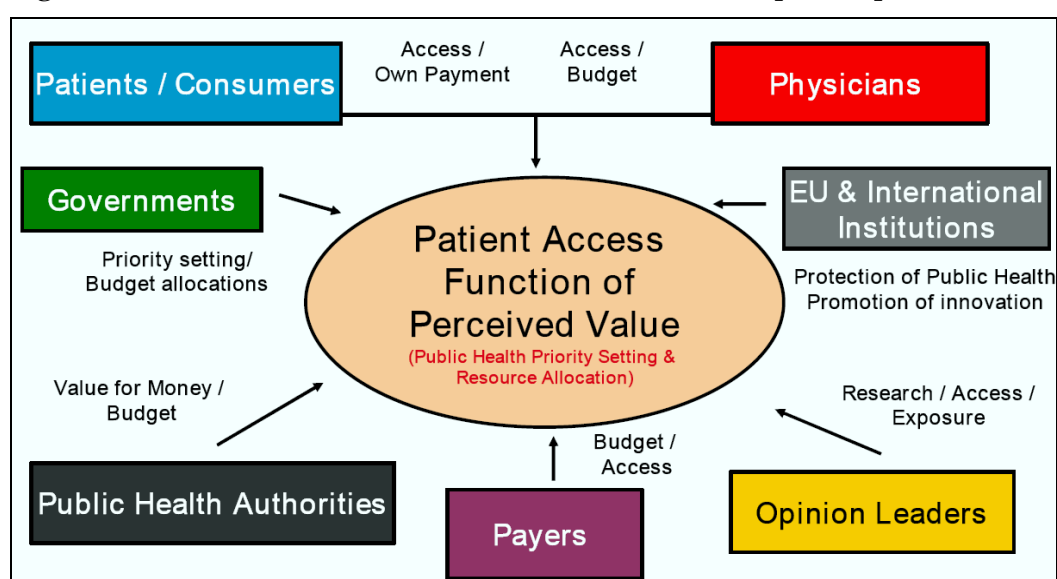 Access /
Own Payment
Access /
Budget
Patients / Consumers
Physicians
Governments
EU & International
Institutions
Priority setting/
Budget allocations
Patient Access
Function of
Perceived Value
(Public Health Priority Setting &
Resource Allocation)
Protection of Public Health
Promotion of innovation
Value for Money /
Budget
Research / Access /
Exposure
Budget /
Access
Public Health Authorities
Payers
Opinion Leaders